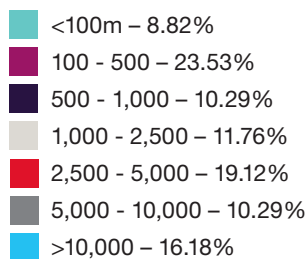 <100m – 8.82%
100 - 500 – 23.53%
500 - 1,000 – 10.29%
1,000 - 2,500 – 11.76%
2,500 - 5,000 – 19.12%
5,000 - 10,000 – 10.29%
>10,000 – 16.18%